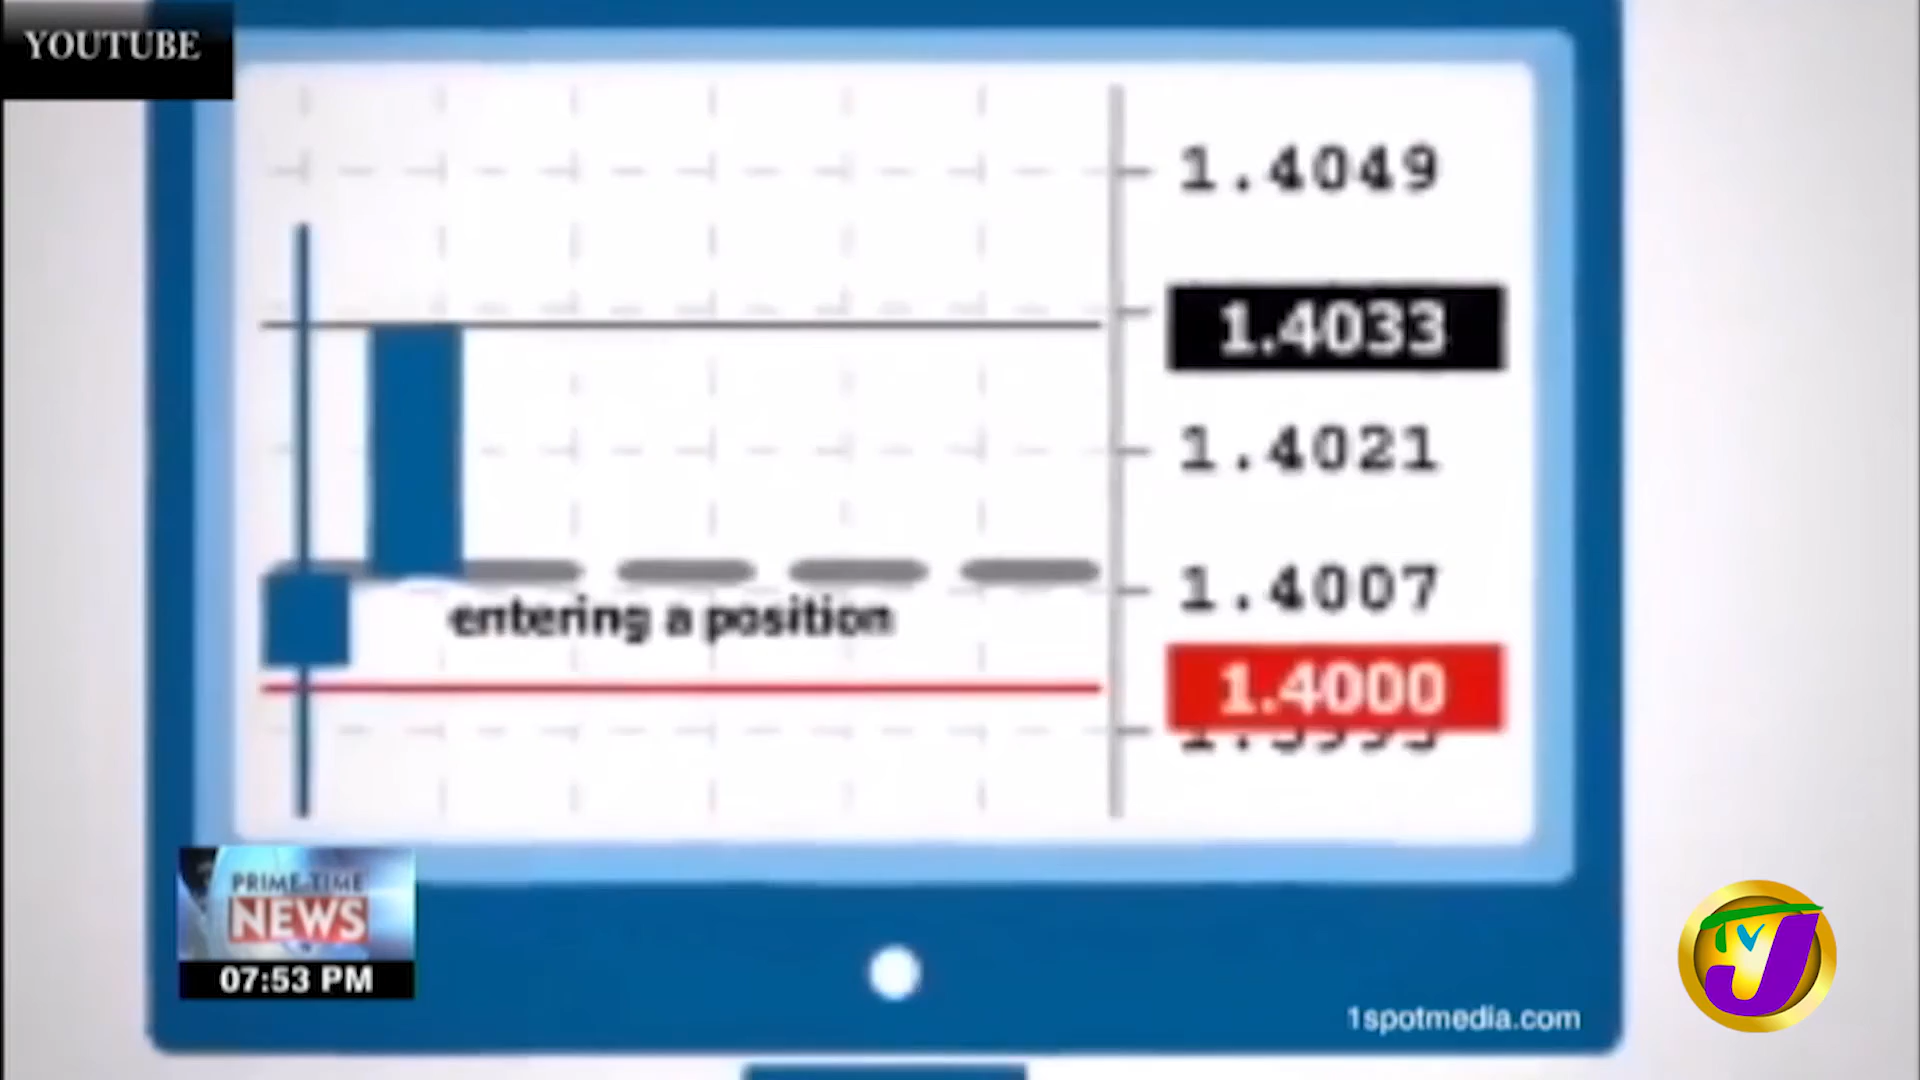 YOUTUBE
1.4049
1.4033
1.4021
1.4007
entering a position
1.4000
PRIME TIME
NEWS
07:53 PM
1spotmedia.com
TVJ